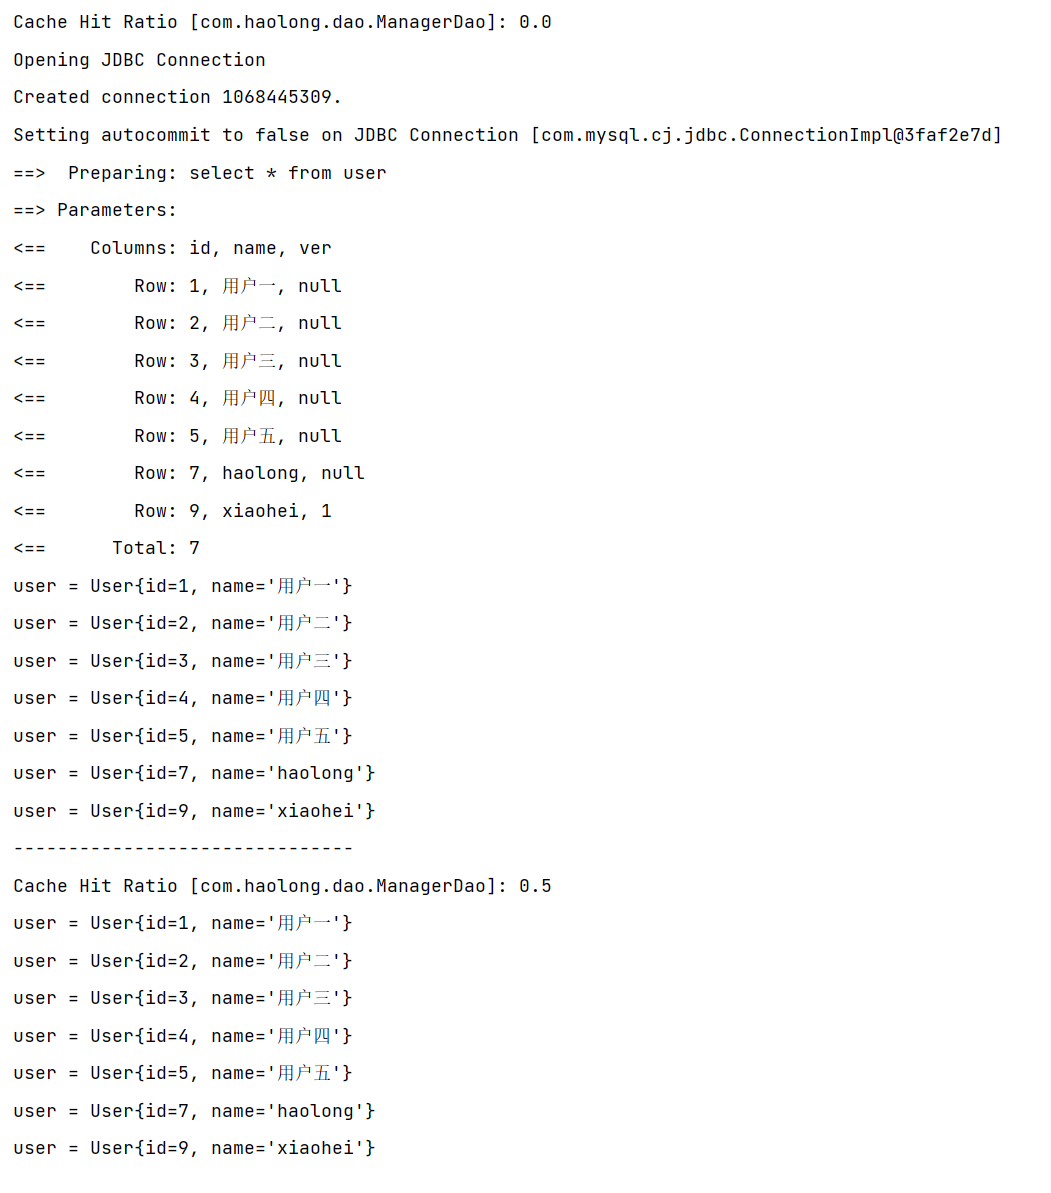 Cache Hit Ratio [com.haolong.dao.ManagerDao]: 0.0
Opening JDBC Connection
Created connection 1068445309.
Setting autocommit to false on JDBC Connection [com.mysql.cj.jdbc.ConnectionImpl@3faf2e7d]
==>  Preparing: select * from user
==> Parameters:
<==    Columns: id, name, ver
<==        Row: 1, 用户一, null
<==        Row: 2, 用户二, null
<==        Row: 3, 用户三, null
<==        Row: 4, 用户四, null
<==        Row: 5, 用户五, null
<==        Row: 7, haolong, null
<==        Row: 9, xiaohei, 1
<==      Total: 7
user = User{id=1, name='用户一'}
user = User{id=2, name='用户二'}
user = User{id=3, name='用户三'}
user = User{id=4, name='用户四'}
user = User{id=5, name='用户五'}
user = User{id=7, name='haolong'}
user = User{id=9, name='xiaohei'}
-------------------------------
Cache Hit Ratio [com.haolong.dao.ManagerDao]: 0.5
user = User{id=1, name='用户一'}
user = User{id=2, name='用户二'}
user = User{id=3, name='用户三'}
user = User{id=4, name='用户四'}
user = User{id=5, name='用户五'}
user = User{id=7, name='haolong'}
user = User{id=9, name='xiaohei'}